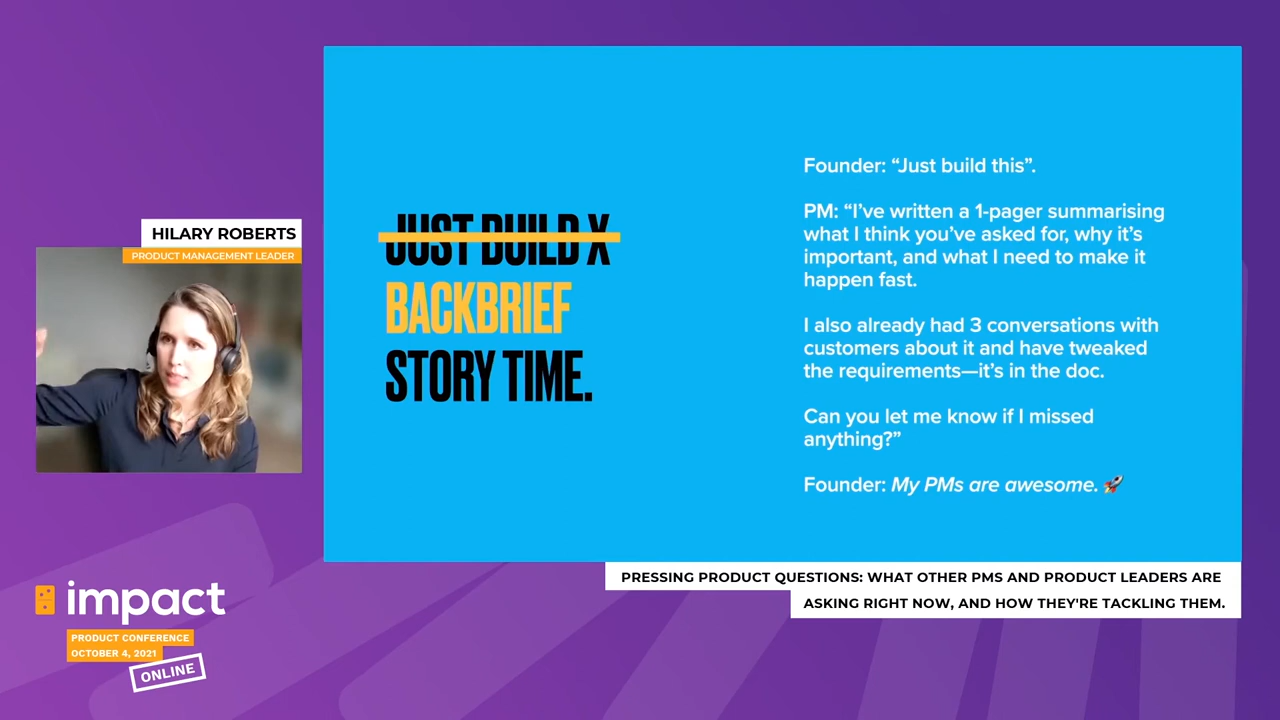 HILARY ROBERTS
PRODUCT MANAGEMENT LEADER
JUST BUILD X
BACKBRIEF
STORY TIME.
Founder: “Just build this”.
PM: “I’ve written a 1-pager summarising
what I think you’ve asked for, why it’s
important, and what I need to make it
happen fast.
I also already had 3 conversations with
customers about it and have tweaked
the requirements—it’s in the doc.
Can you let me know if I missed
anything?”
Founder: My PMs are awesome. 🚀
PRESSING PRODUCT QUESTIONS: WHAT OTHER PMS AND PRODUCT LEADERS ARE
ASKING RIGHT NOW, AND HOW THEY'RE TACKLING THEM.
impact
PRODUCT CONFERENCE
OCTOBER 4, 2021
ONLINE